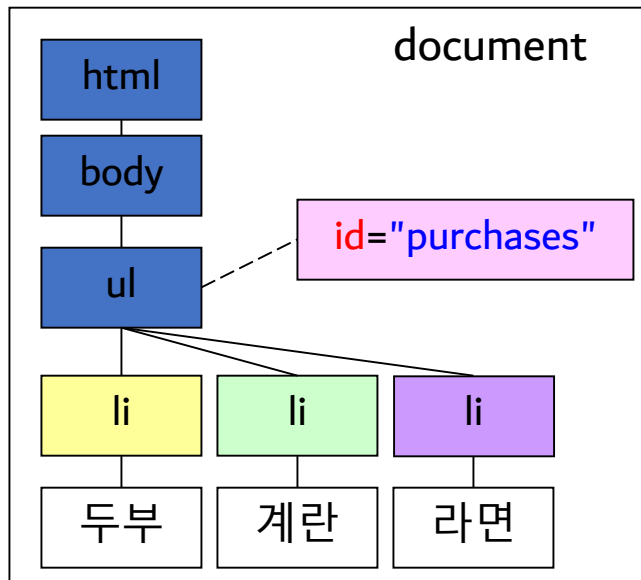 document
html
body
id="purchases"
ul
li li li
두부 계란 라면